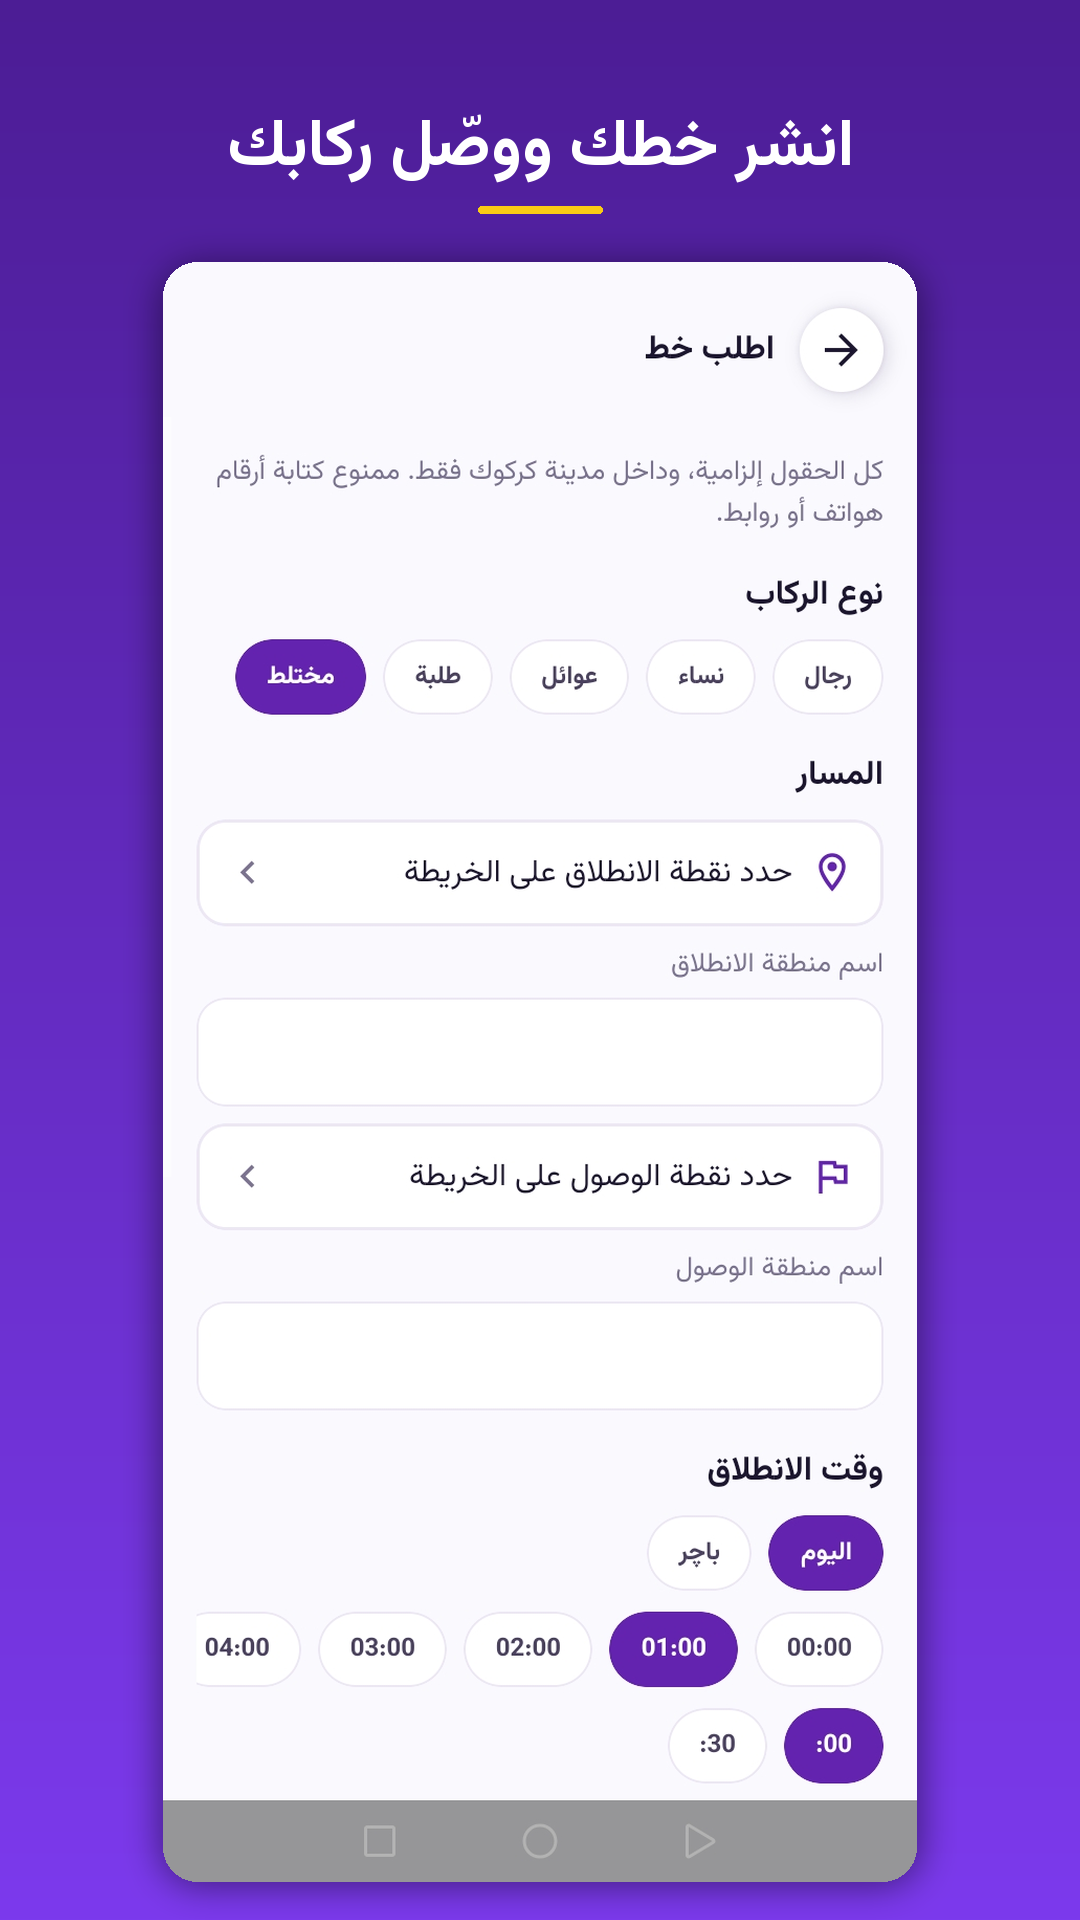 انشر خطك ووصّل ركابك
اطلب خط
كل الحقول إلزامية، وداخل مدينة كركوك فقط. ممنوع كتابة أرقام
هواتف أو روابط.
نوع الركاب
رجال نساء عوائل طلبة مختلط
المسار
حدد نقطة الانطلاق على الخريطة
اسم منطقة الانطلاق
حدد نقطة الوصول على الخريطة
اسم منطقة الوصول
وقت الانطلاق
اليوم باچر
00:00 01:00 02:00 03:00 04:00
:00 :30